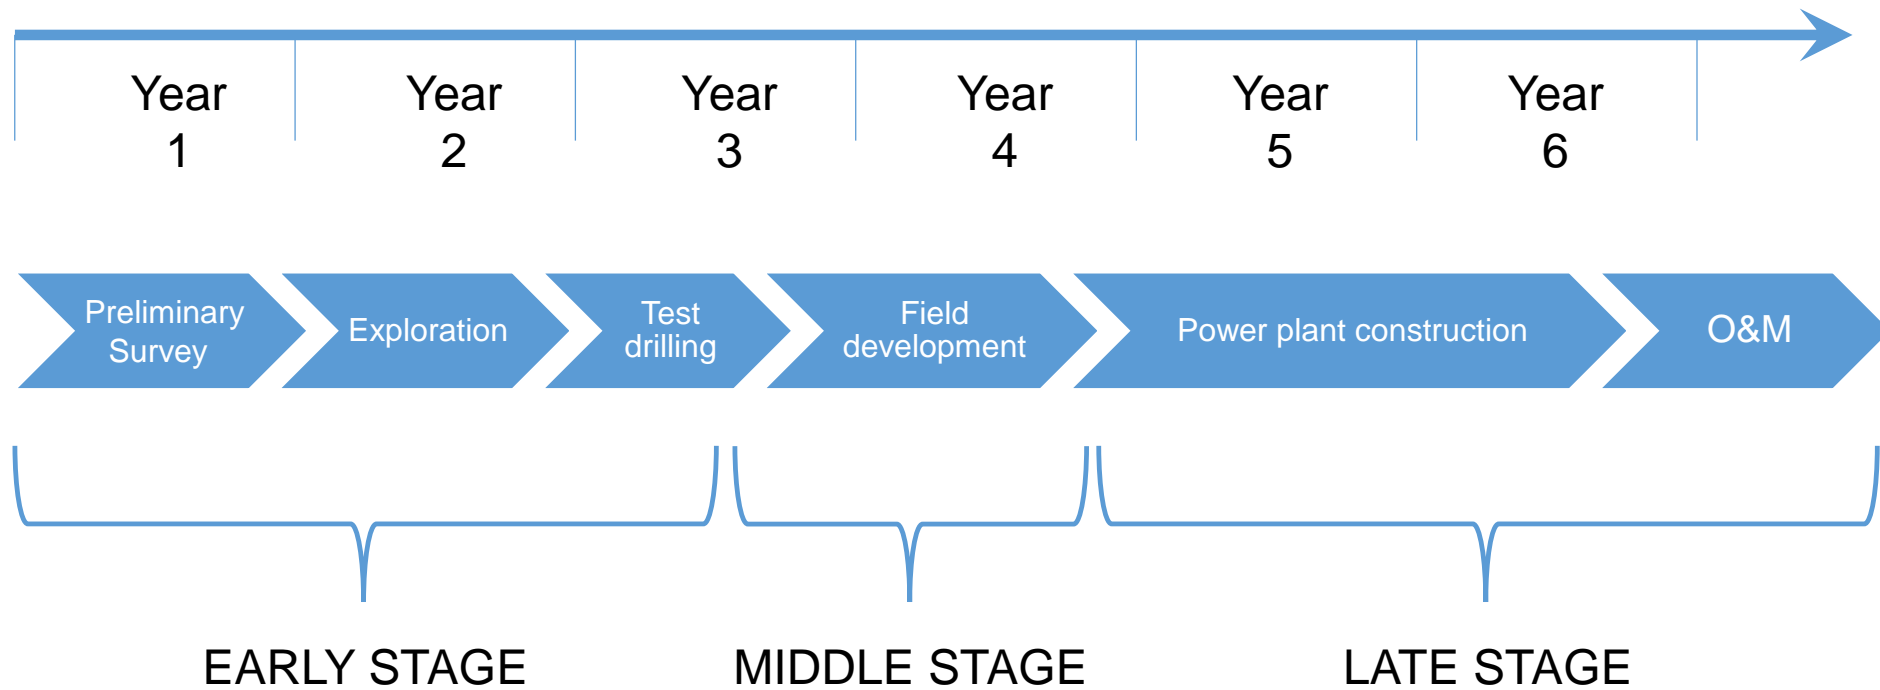 Year
1
Year
2
Year
3
Year
4
Year
5
Year
6
Preliminary
Survey
Exploration
Test
drilling
Field
development
Power plant construction
O&M
EARLY STAGE
MIDDLE STAGE
LATE STAGE